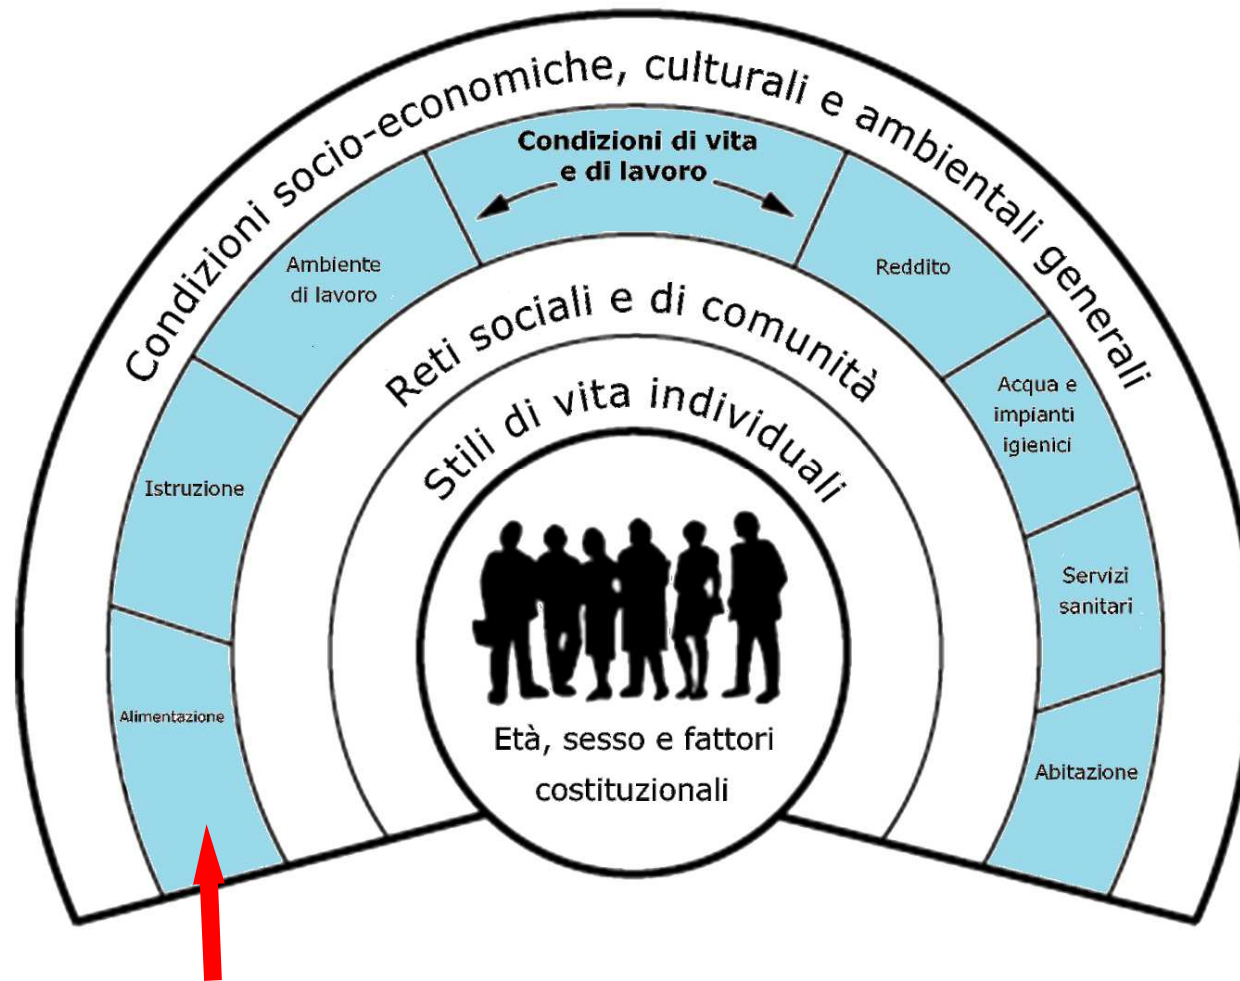 Condizioni socio-economiche, culturali e ambientali generali
Condizioni di vita
e di lavoro
Ambiente
di lavoro
Reddito
Reti sociali e di comunità
Acqua e
impianti
igienici
Stili di vita individuali
Istruzione
Servizi
sanitari
Alimentazione
Età, sesso e fattori
costituzionali
Abitazione